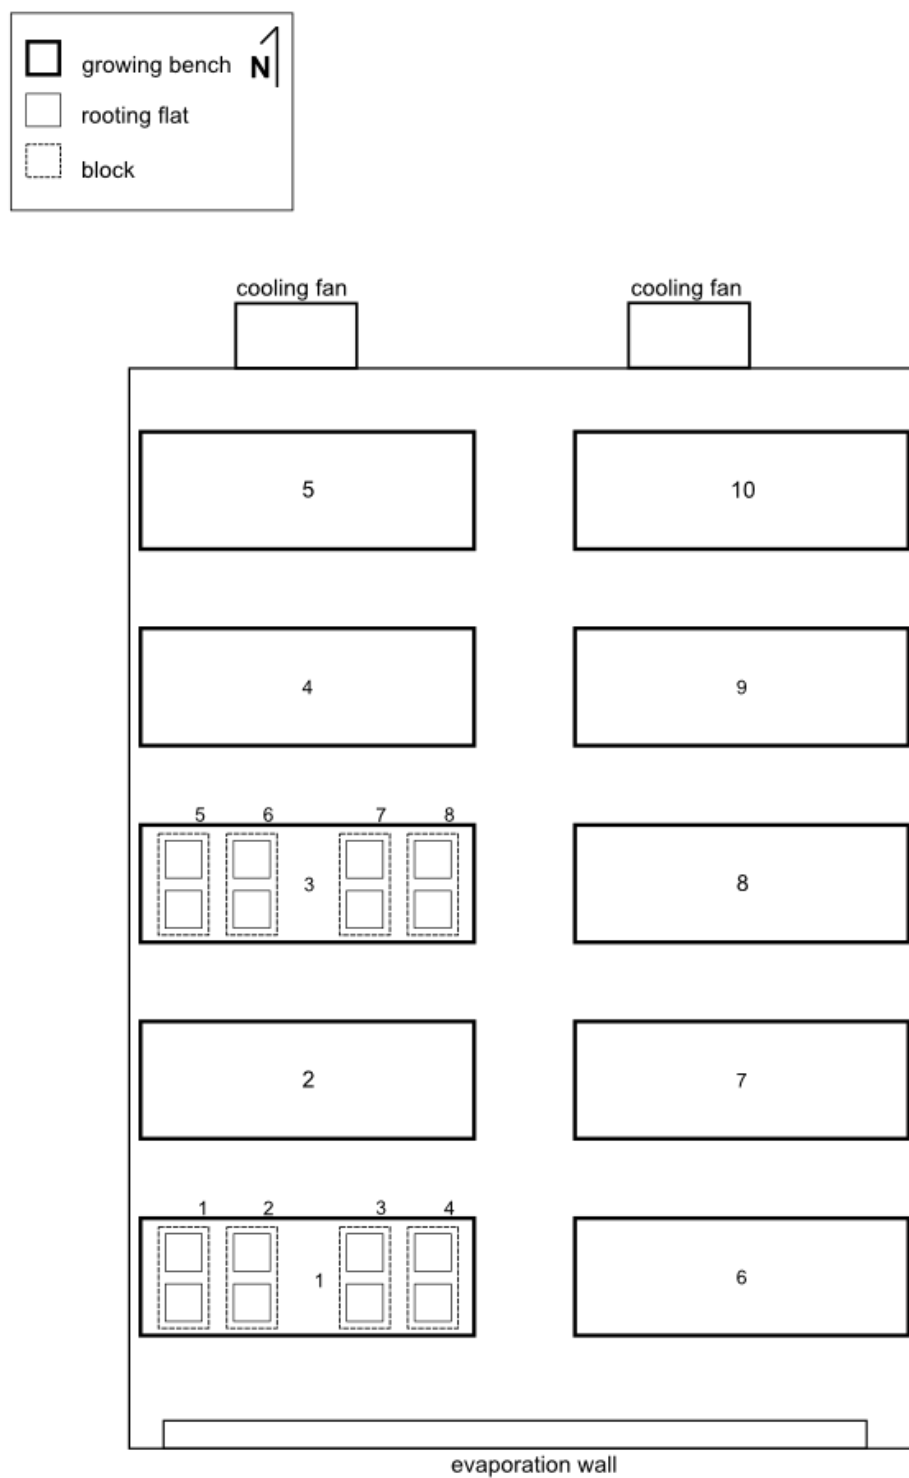 growing bench
N
rooting flat
block
cooling fan cooling fan
5 10
4 9
5 6 7 8
3 8
2 7
1 2 3 4
1 6
evaporation wall